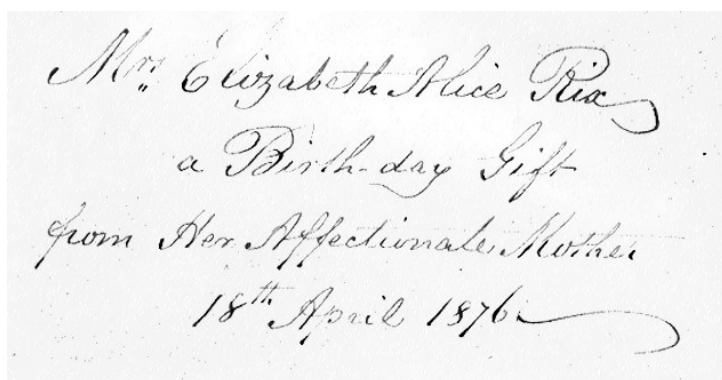 Mrs Elizabeth Alice Rix
a Birth-day Gift
from Her Affectionate Mother
18th April 1876